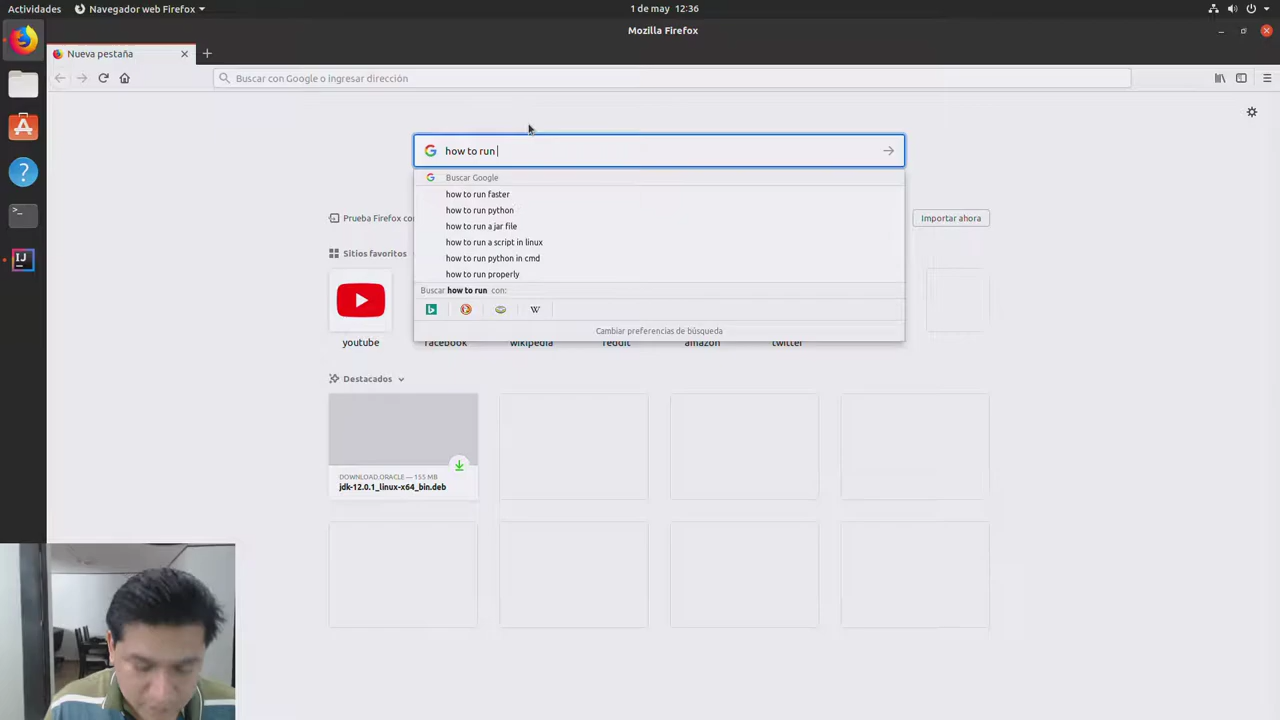 Actividades
Navegador web Firefox
1 de may 12:36
Mozilla Firefox
Nueva pestaña
Buscar con Google o ingresar dirección
how to run
Buscar Google
how to run faster
how to run python
how to run a jar file
how to run a script in linux
how to run python in cmd
how to run properly
Buscar how to run con:
W
Cambiar preferencias de búsqueda
Prueba Firefox co
Importar ahora
Sitios favoritos
youtube
facebook
wikipedia
reddit
amazon
twitter
Destacados
DOWNLOAD.ORACLE — 155 MB
jdk-12.0.1_linux-x64_bin.deb
IJ